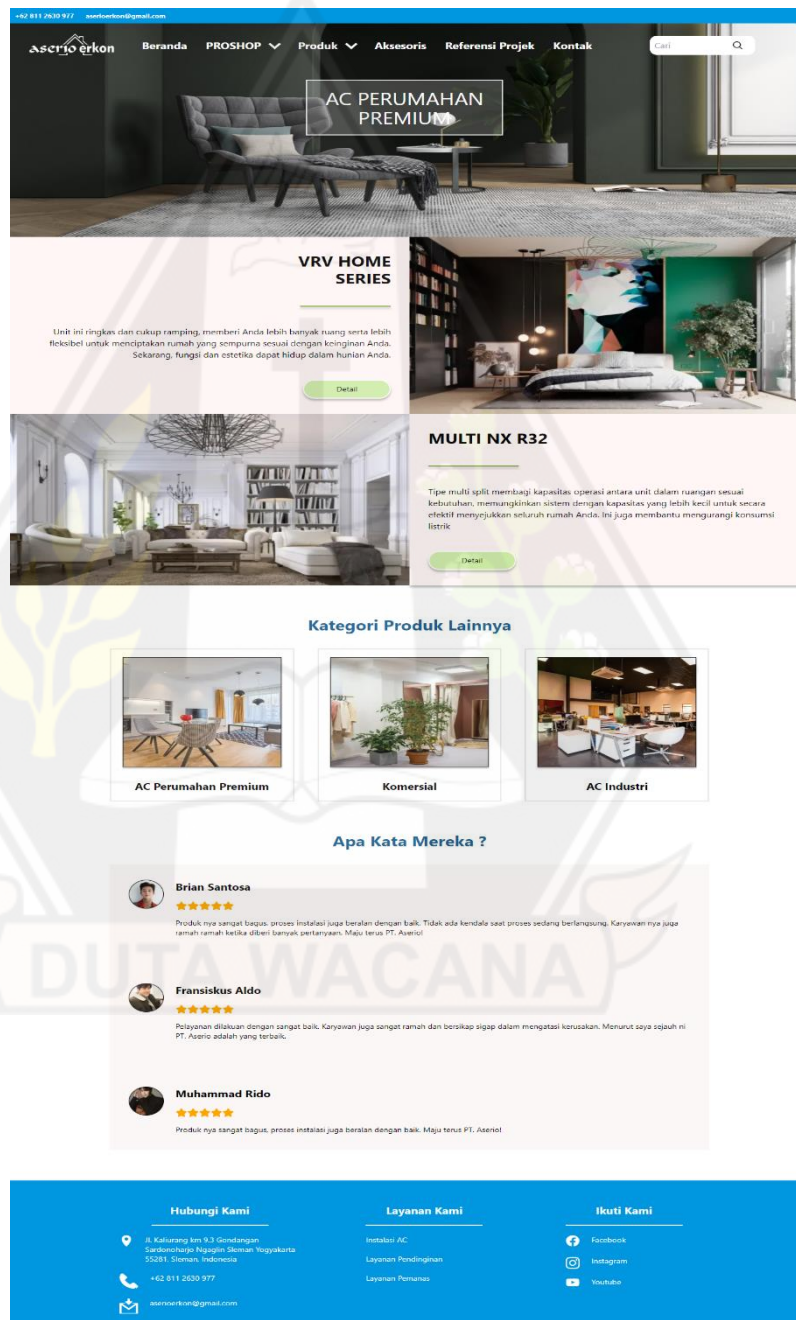 +62 811 2630 977 aserioerkon@gmail.com
aserio erkon Beranda PROSHOP Produk Aksesoris Referensi Projek Kontak Cari
AC PERUMAHAN
PREMIUM
VRV HOME
SERIES
Unit ini ringkas dan cukup ramping, memberi Anda lebih banyak ruang serta lebih
fleksibel untuk menciptakan rumah yang sempurna sesuai dengan keinginan Anda.
Sekarang, fungsi dan estetika dapat hidup dalam hunian Anda.
Detail
MULTI NX R32
Tipe multi split membagi kapasitas operasi antara unit dalam ruangan sesuai
kebutuhan, memungkinkan sistem dengan kapasitas yang lebih kecil untuk secara
efektif menyejukkan seluruh rumah Anda. Ini juga membantu mengurangi konsumsi
listrik
Detail
Kategori Produk Lainnya
AC Perumahan Premium
Komersial
AC Industri
Apa Kata Mereka ?
Brian Santosa
Produk nya sangat bagus, proses instalasi juga beralan dengan baik. Tidak ada kendala saat proses sedang berlangsung. Karyawan nya juga
ramah ramah ketika diberi banyak pertanyaan. Maju terus PT. Aserio!
Fransiskus Aldo
Pelayanan dilakuan dengan sangat baik. Karyawan juga sangat ramah dan bersikap sigap dalam mengatasi kerusakan. Menurut saya sejauh ni
PT. Aserio adalah yang terbaik.
Muhammad Rido
Produk nya sangat bagus, proses instalasi juga beralan dengan baik. Maju terus PT. Aserio!
DUTA WACANA
Hubungi Kami
Jl. Kaliurang km 9.3 Gondangan
Sardonoharjo Ngaglin Sleman Yogyakarta
55281. Sleman, Indonesia
+62 811 2630 977
aserioerkon@gmail.com
Layanan Kami
Instalasi AC
Layanan Pendinginan
Layanan Pemanas
Ikuti Kami
Facebook
Instagram
Youtube